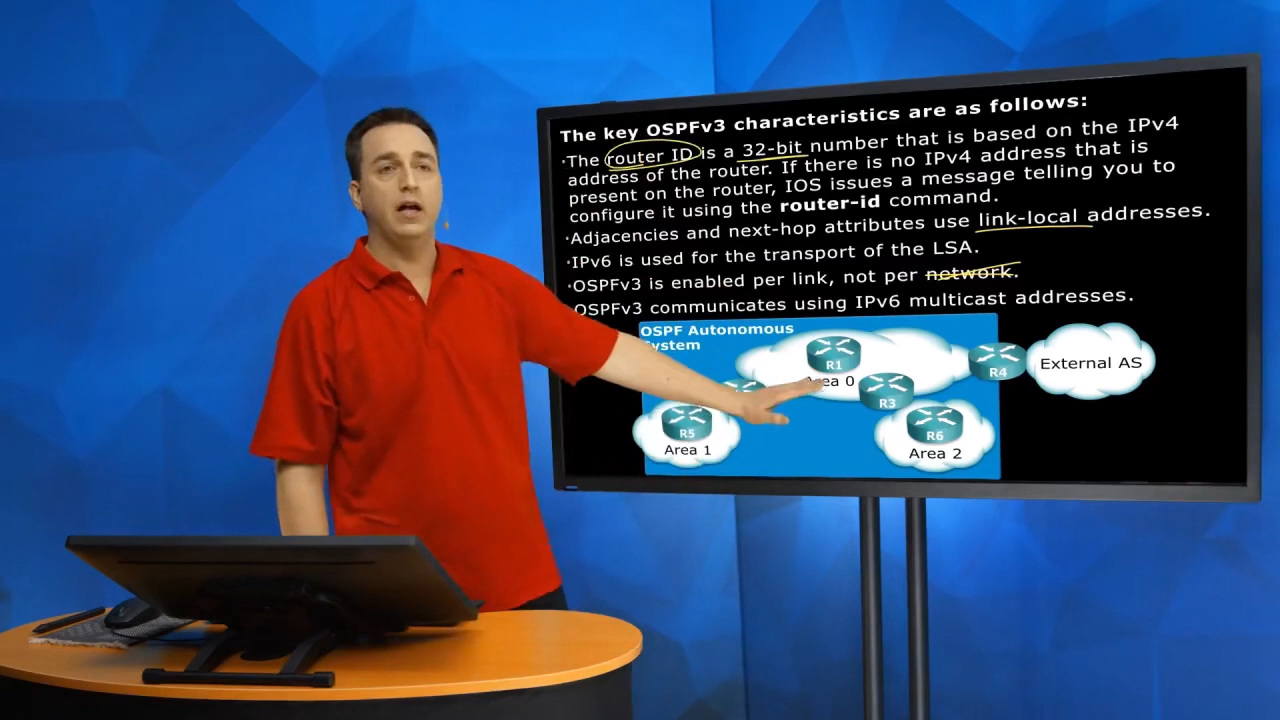 The key OSPFv3 characteristics are as follows:
·The router ID is a 32-bit number that is based on the IPv4
address of the router. If there is no IPv4 address that is
present on the router, IOS issues a message telling you to
configure it using the router-id command.
·Adjacencies and next-hop attributes use link-local addresses.
·IPv6 is used for the transport of the LSA.
·OSPFv3 is enabled per link, not per network.
OSPFv3 communicates using IPv6 multicast addresses.
OSPF Autonomous
ystem
R1
Area 0
R4
External AS
R3
R5
Area 1
R6
Area 2